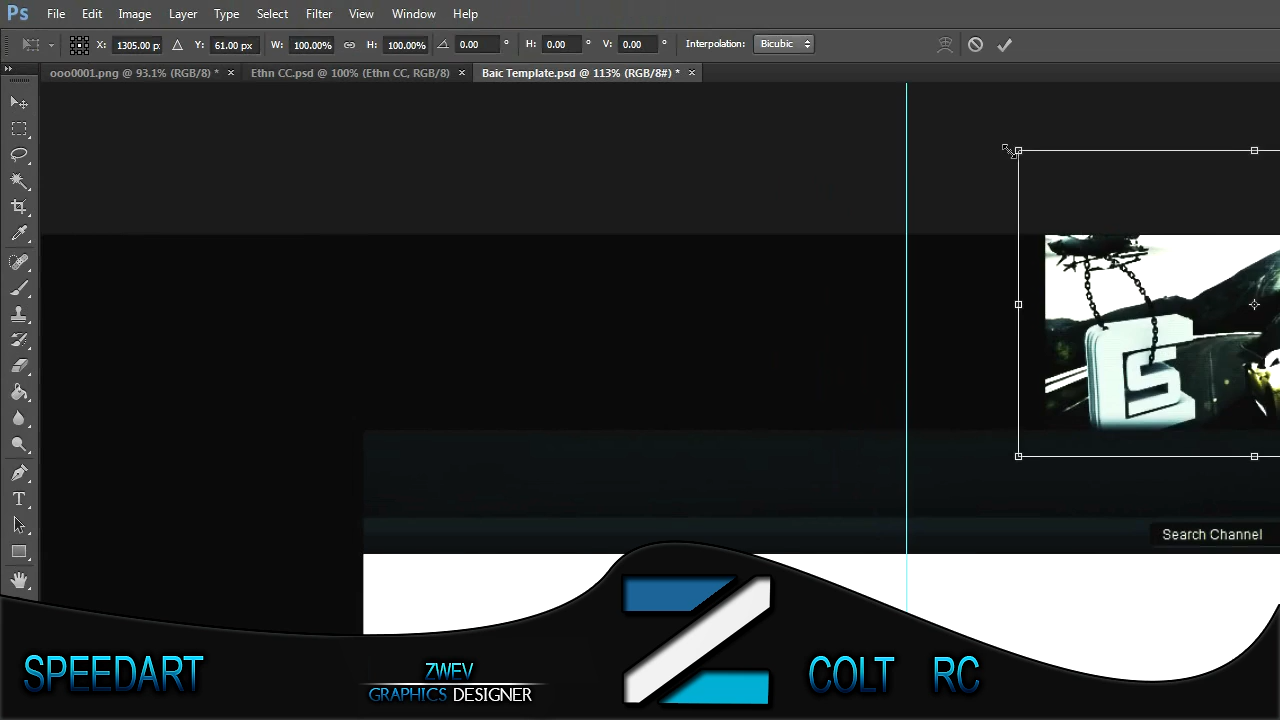 Ps File Edit Image Layer Type Select Filter View Window Help
X: 1305.00 p: Y: 61.00 px W: 100.00% H: 100.00% 0.00 ° H: 0.00 ° V: 0.00 ° Interpolation: Bicubic
ooo0001.png @ 93.1% (RGB/8) * × Ethn CC.psd @ 100% (Ethn CC, RGB/8) × Baic Template.psd @ 113% (RGB/8#) * ×
T
S
Search Channel
SPEEDART
ZWEV
GRAPHICS DESIGNER
Z
COLT RC